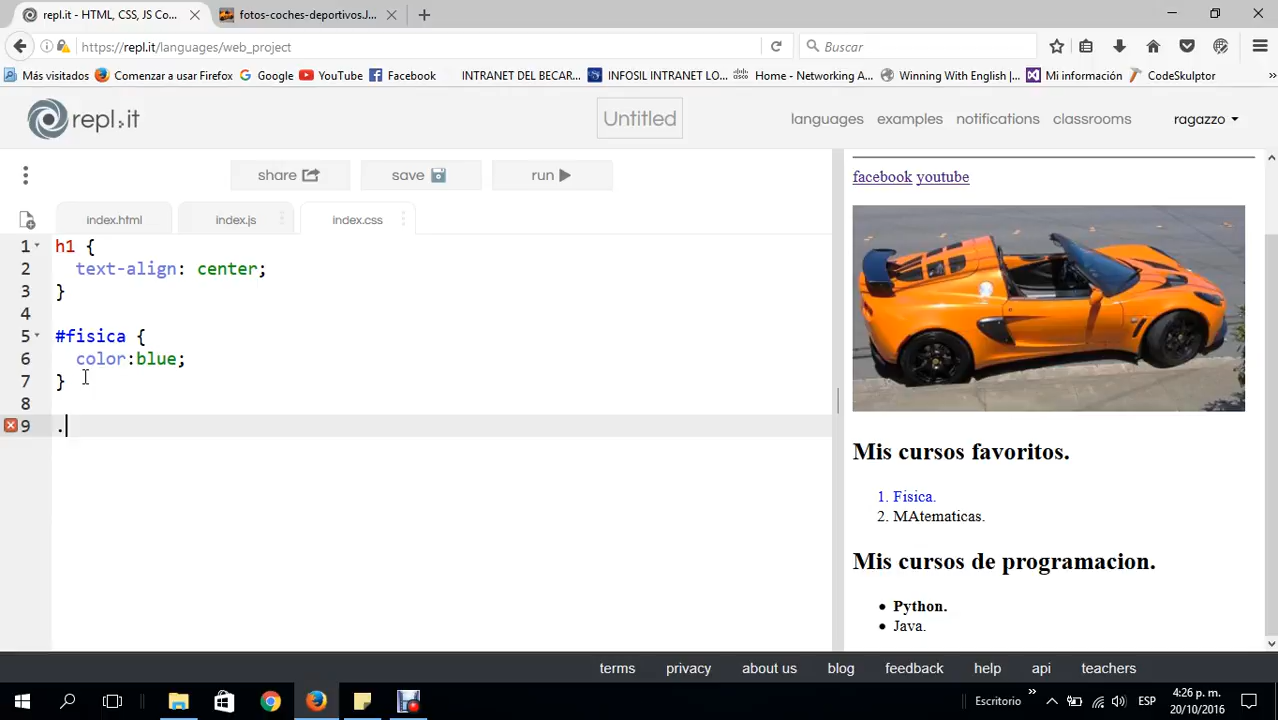 repl.it - HTML, CSS, JS Co...
fotos-coches-deportivosJ...
https://repl.it/languages/web_project
Buscar
Más visitados
Comenzar a usar Firefox
Google
YouTube
Facebook
INTRANET DEL BECAR...
INFOSIL INTRANET LO...
Home - Networking A...
Winning With English |...
Mi información
CodeSkulptor
repl.it
Untitled
languages
examples
notifications
classrooms
ragazzo
share
save
run
index.html
index.js
index.css
1 h1 {
2 text-align: center;
3 }
4
5 #fisica {
6 color:blue;
7 }
8
9 .
facebook youtube
Mis cursos favoritos.
1. Fisica.
2. MAtematicas.
Mis cursos de programacion.
• Python.
• Java.
terms
privacy
about us
blog
feedback
help
api
teachers
Escritorio
ESP
4:26 p. m.
20/10/2016